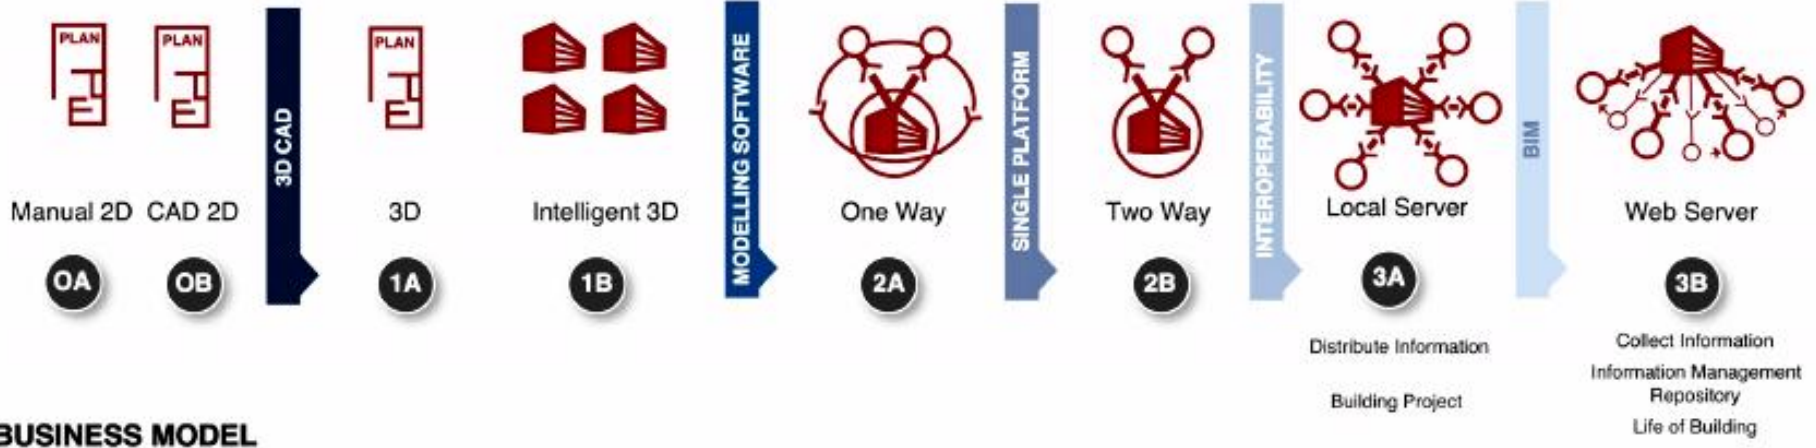 PLAN
PLAN
3D CAD
PLAN
MODELLING SOFTWARE
SINGLE PLATFORM
INTEROPERABILITY
BIM
Manual 2D
CAD 2D
3D
Intelligent 3D
One Way
Two Way
Local Server
Web Server
0A
0B
1A
1B
2A
2B
3A
3B
Distribute Information
Building Project
Collect Information
Information Management
Repository
Life of Building
BUSINESS MODEL